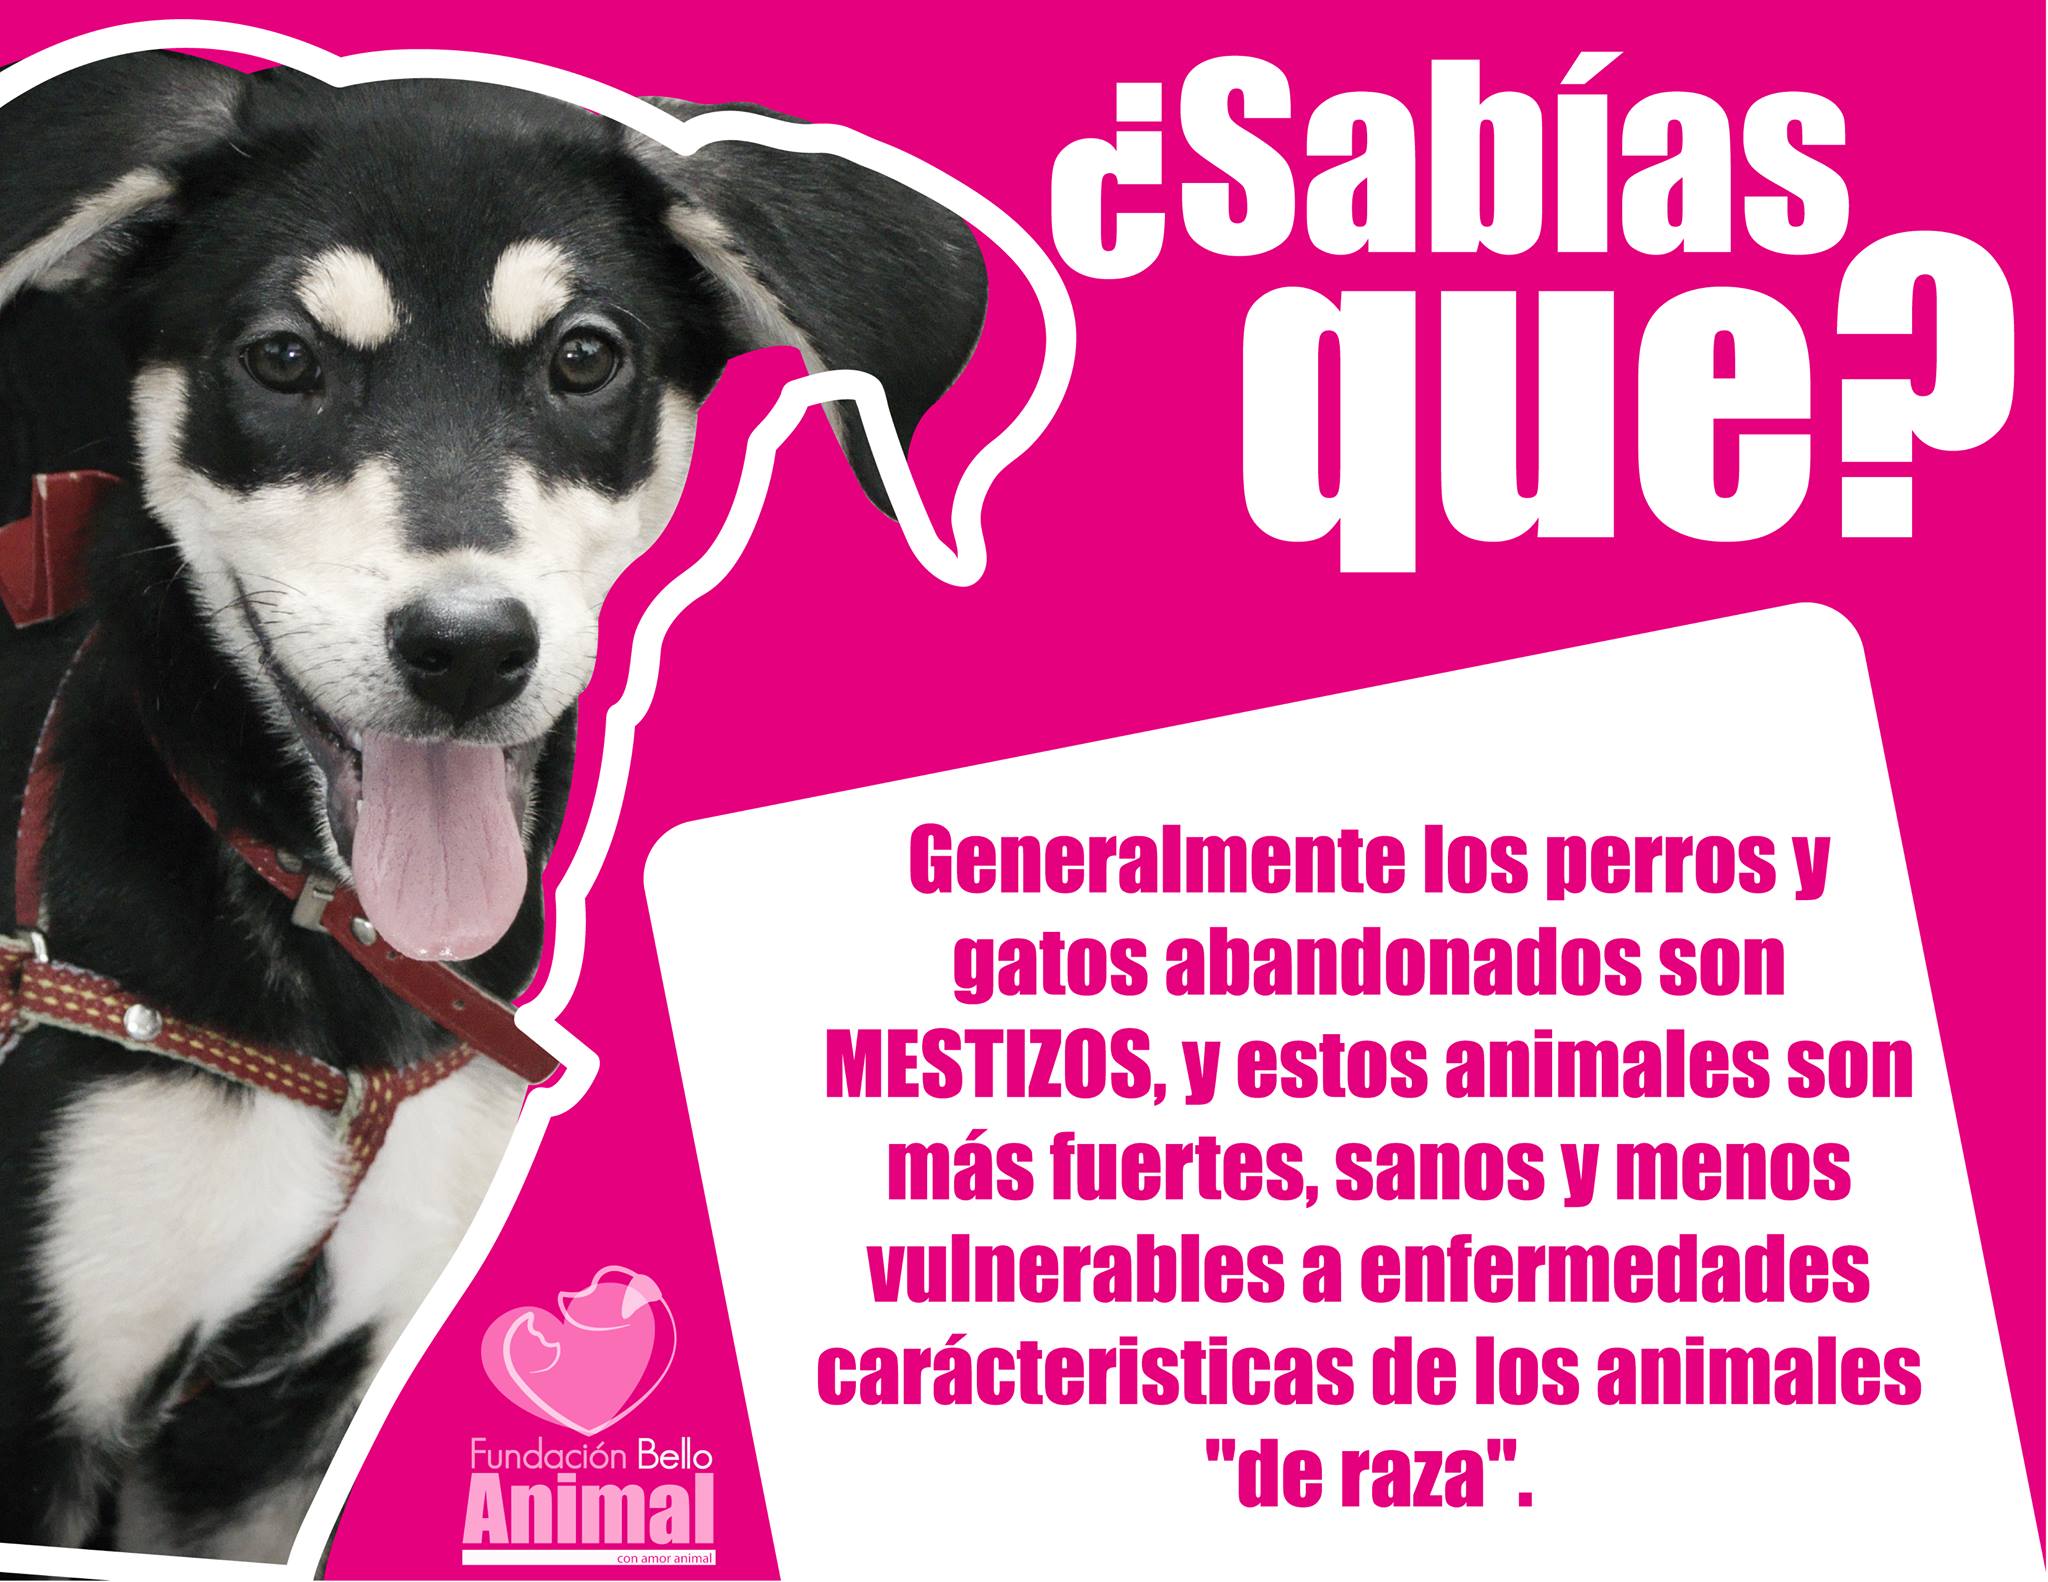 ¿Sabías
que?
Generalmente los perros y
gatos abandonados son
MESTIZOS, y estos animales son
más fuertes, sanos y menos
vulnerables a enfermedades
carácteristicas de los animales
"de raza".
Fundación Bello
Animal
con amor animal